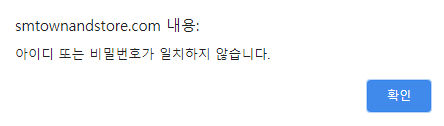 smtownandstore.com 내용:
아이디 또는 비밀번호가 일치하지 않습니다.
확인